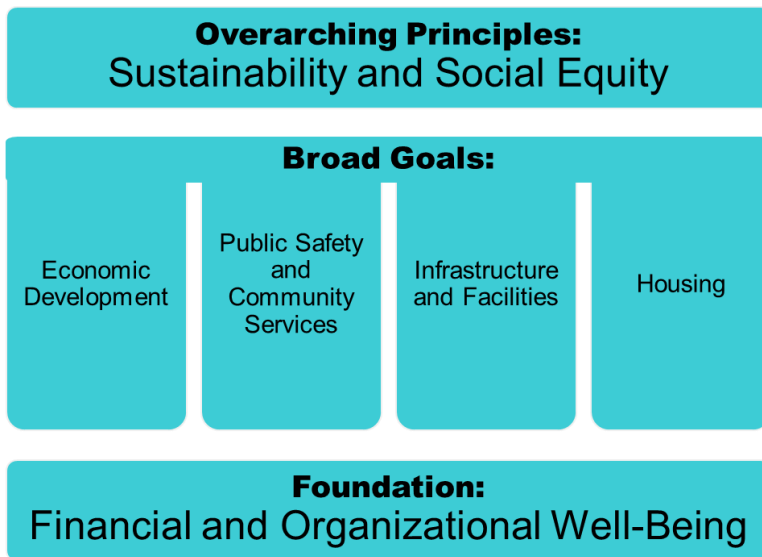 Overarching Principles:
Sustainability and Social Equity
Broad Goals:
Economic
Development
Public Safety
and
Community
Services
Infrastructure
and Facilities
Housing
Foundation:
Financial and Organizational Well-Being